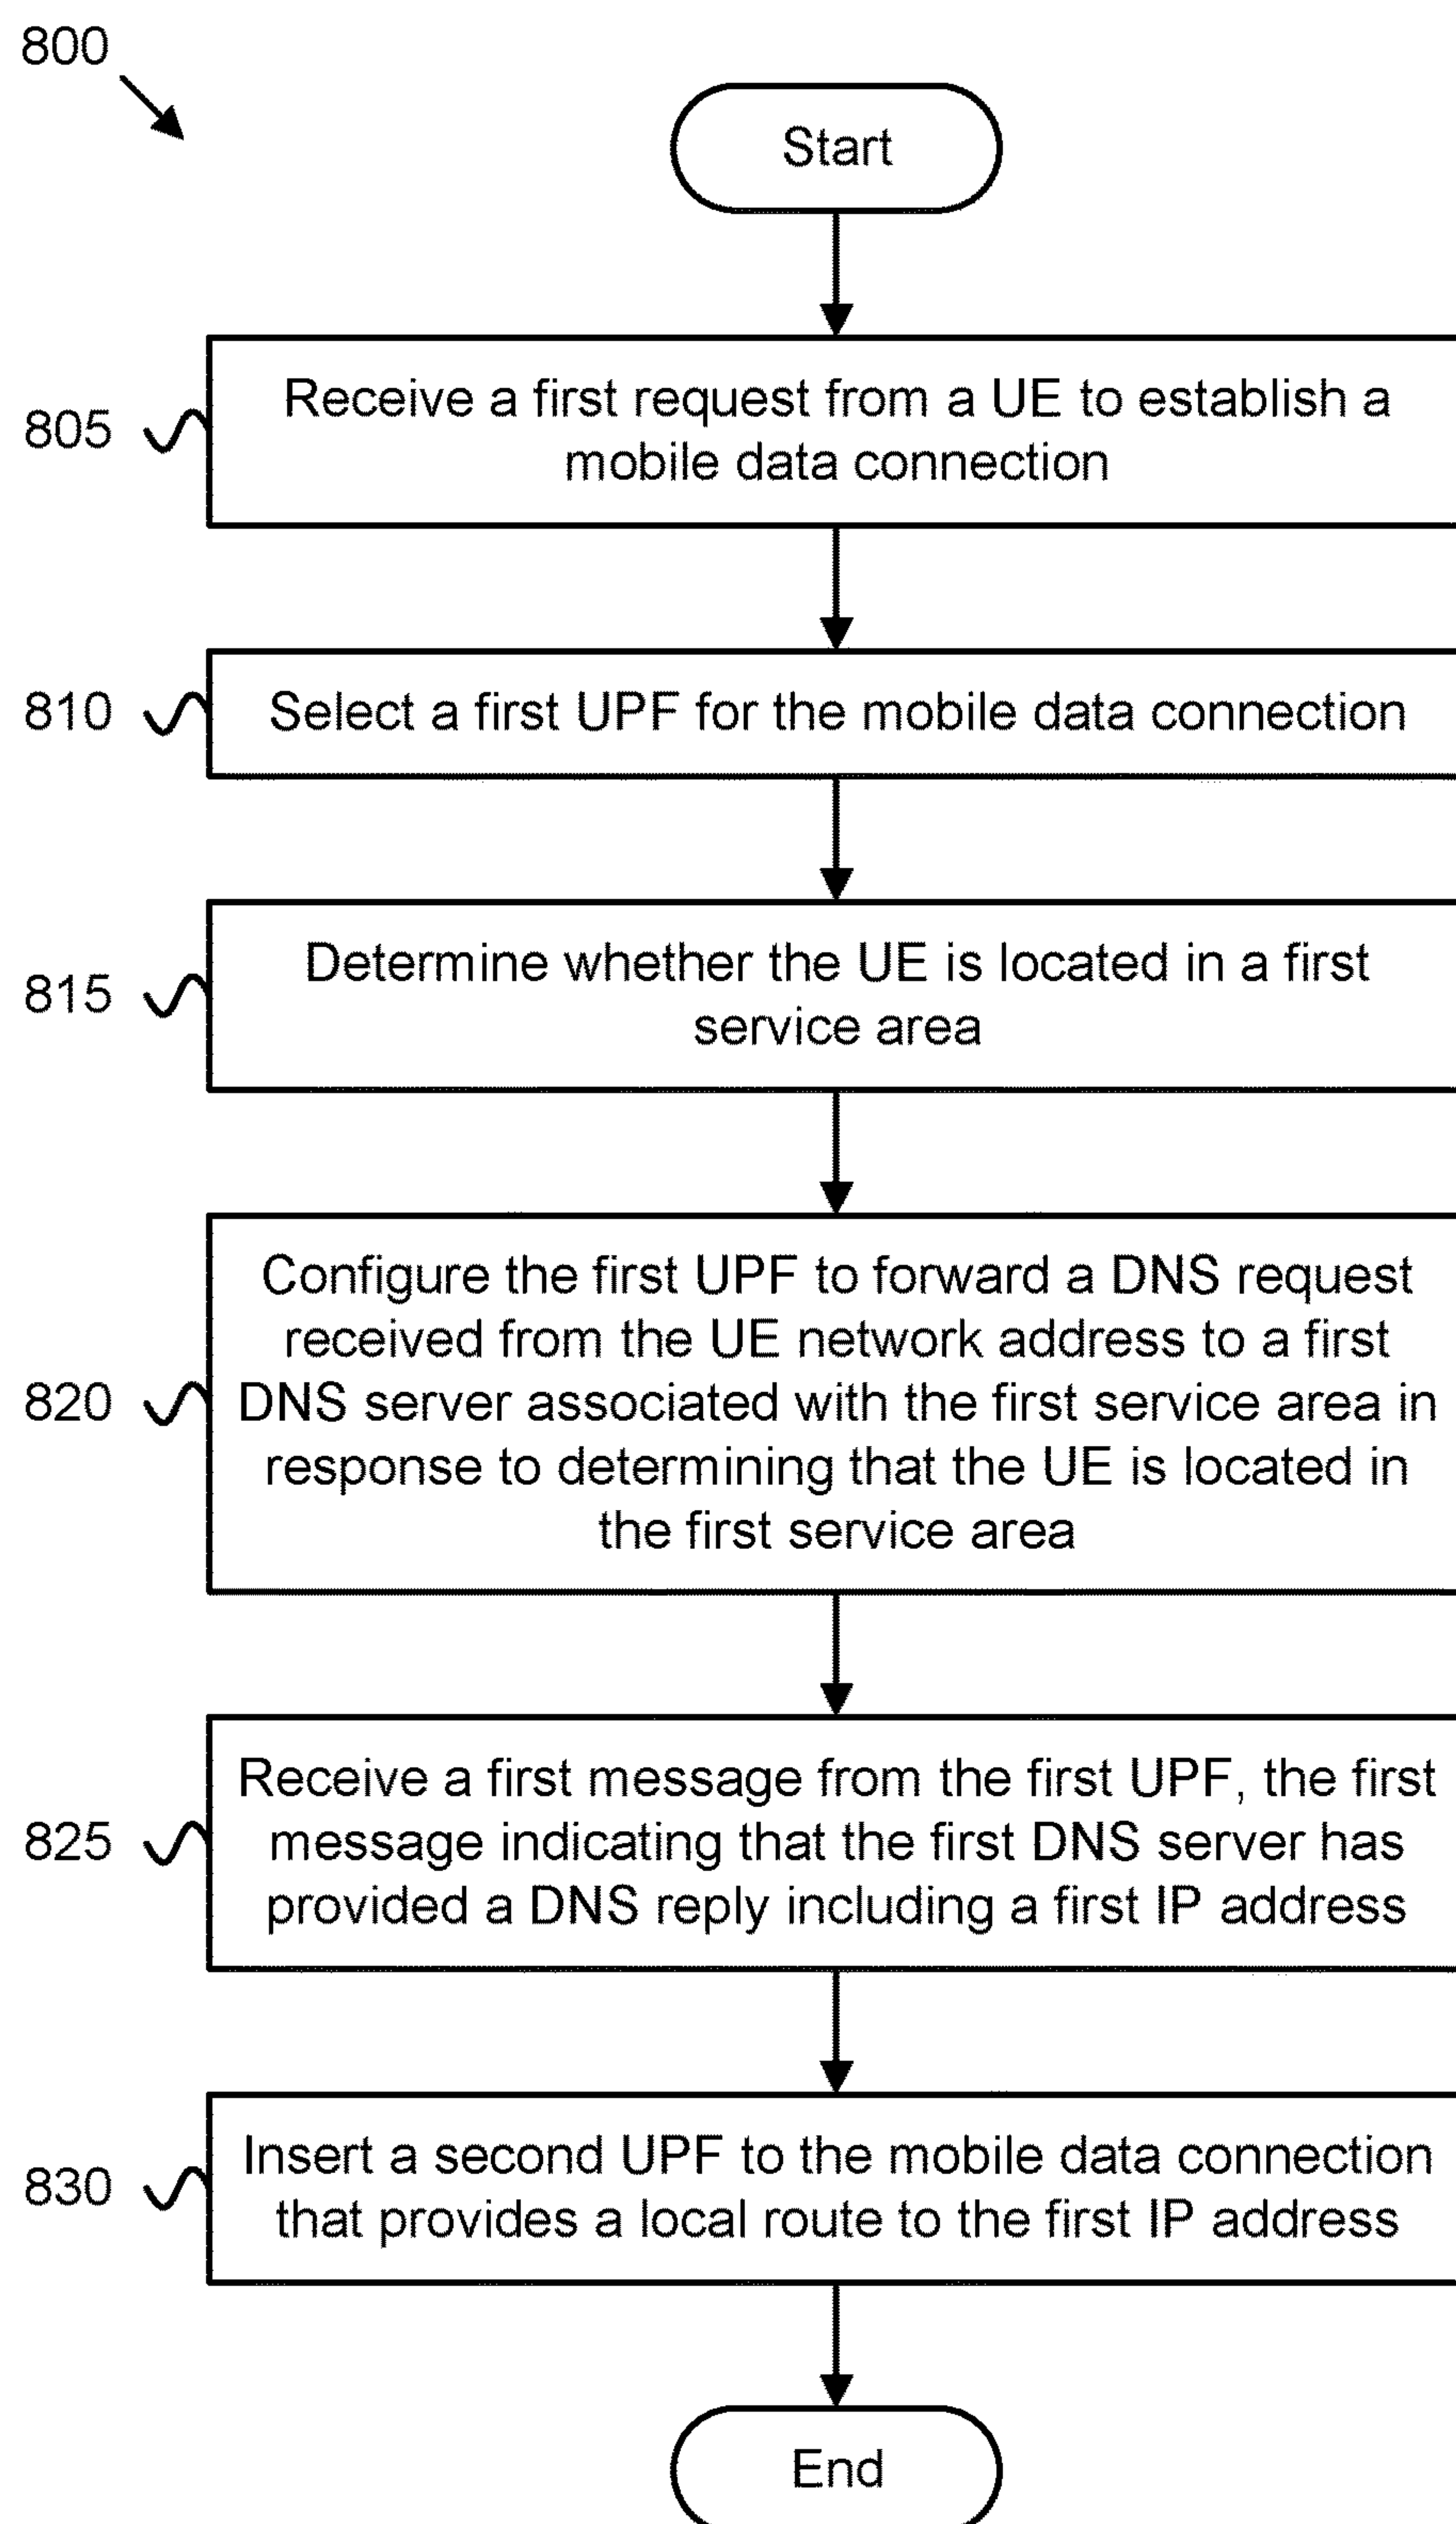 800
Start
805
Receive a first request from a UE to establish a
mobile data connection
810
Select a first UPF for the mobile data connection
815
Determine whether the UE is located in a first
service area
820
Configure the first UPF to forward a DNS request
received from the UE network address to a first
DNS server associated with the first service area in
response to determining that the UE is located in
the first service area
825
Receive a first message from the first UPF, the first
message indicating that the first DNS server has
provided a DNS reply including a first IP address
830
Insert a second UPF to the mobile data connection
that provides a local route to the first IP address
End